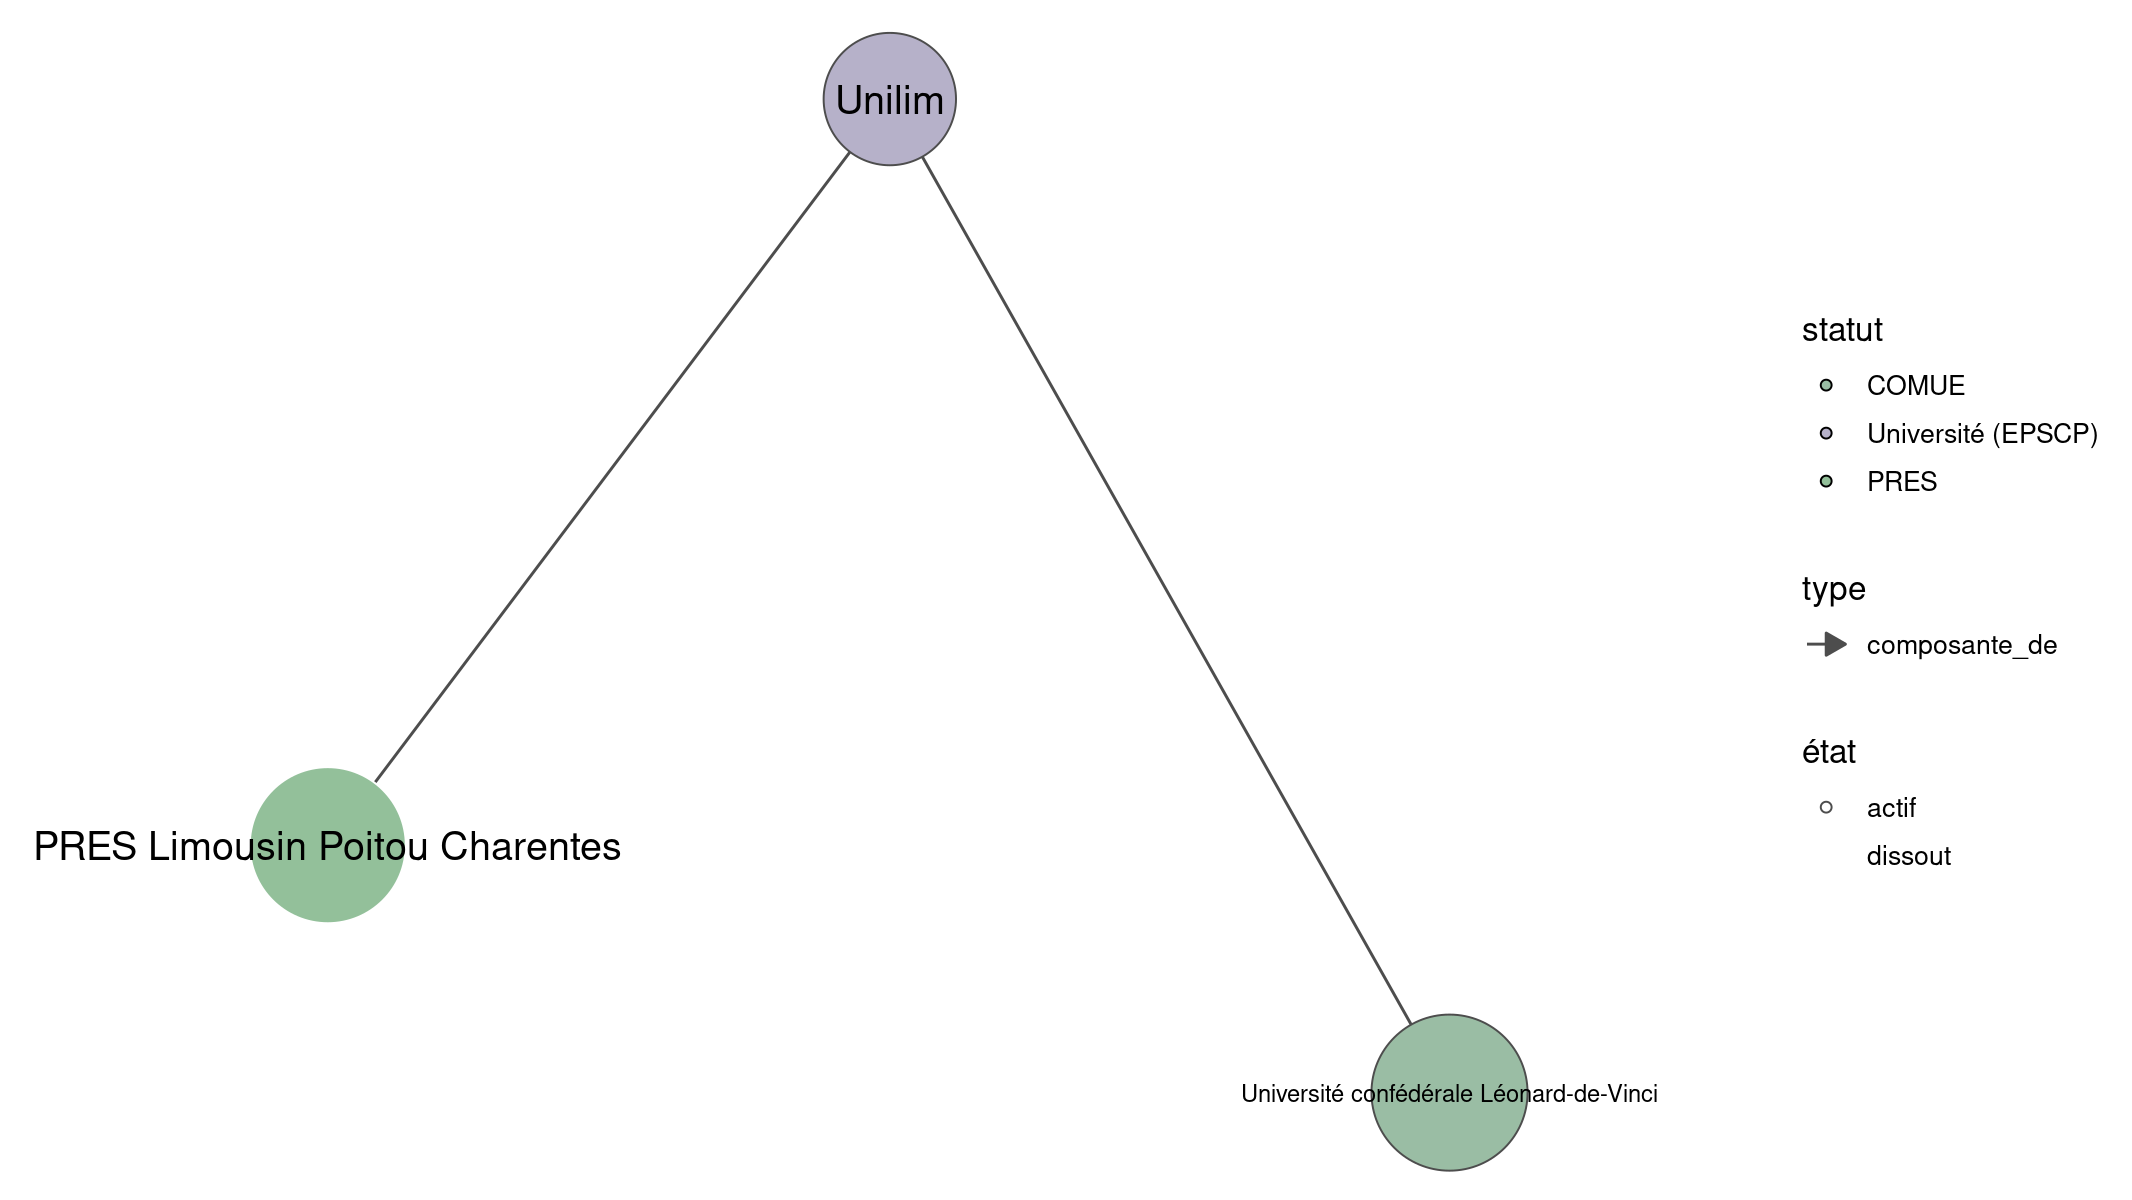 Unilim
PRES Limousin Poitou Charentes
Université confédérale Léonard-de-Vinci
statut
COMUE
Université (EPSCP)
PRES
type
composante_de
état
actif
dissout